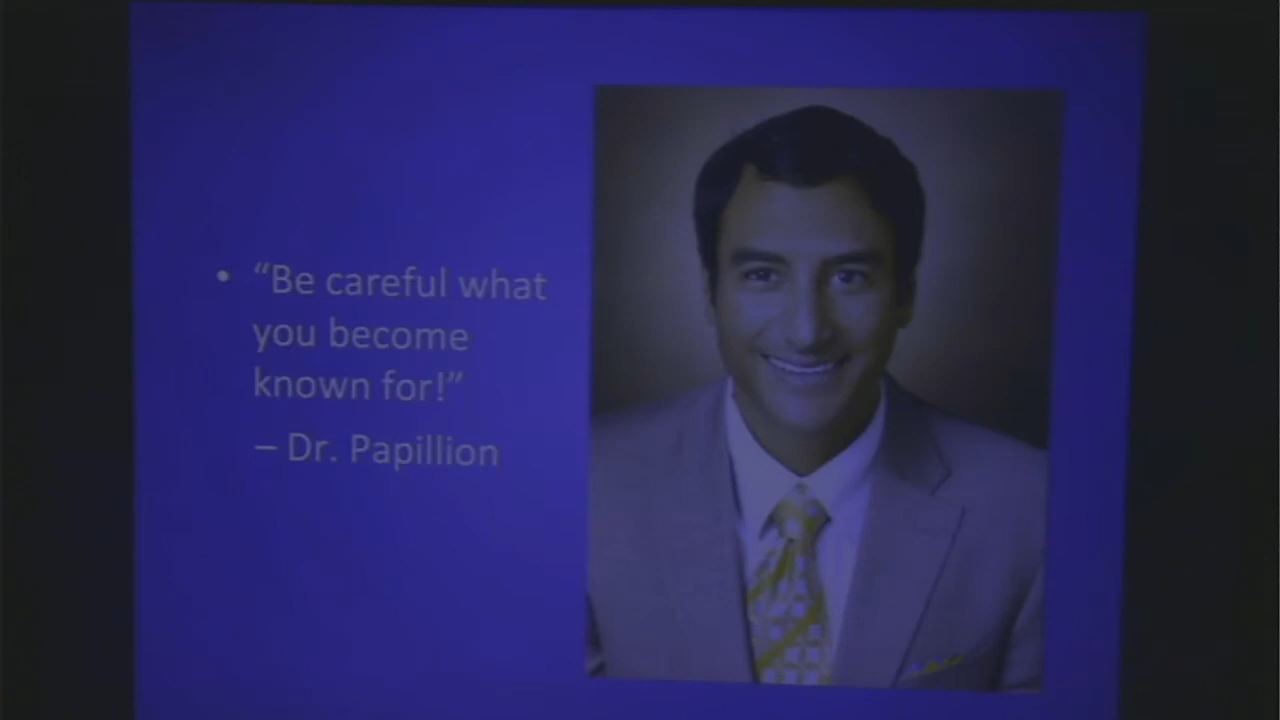 • “Be careful what
you become
known for!”
– Dr. Papillion